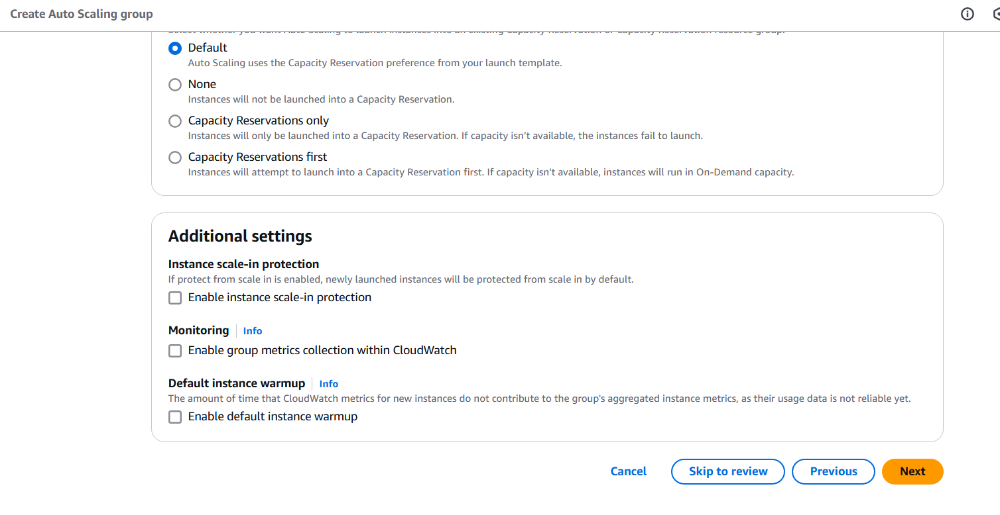 Create Auto Scaling group
Select whether you want Auto Scaling to launch instances into an existing Capacity Reservation or Capacity Reservation resource group.
Default
Auto Scaling uses the Capacity Reservation preference from your launch template.
None
Instances will not be launched into a Capacity Reservation.
Capacity Reservations only
Instances will only be launched into a Capacity Reservation. If capacity isn’t available, the instances fail to launch.
Capacity Reservations first
Instances will attempt to launch into a Capacity Reservation first. If capacity isn't available, instances will run in On-Demand capacity.
Additional settings
Instance scale-in protection
If protect from scale in is enabled, newly launched instances will be protected from scale in by default.
Enable instance scale-in protection
Monitoring Info
Enable group metrics collection within CloudWatch
Default instance warmup Info
The amount of time that CloudWatch metrics for new instances do not contribute to the group's aggregated instance metrics, as their usage data is not reliable yet.
Enable default instance warmup
Cancel Skip to review Previous Next